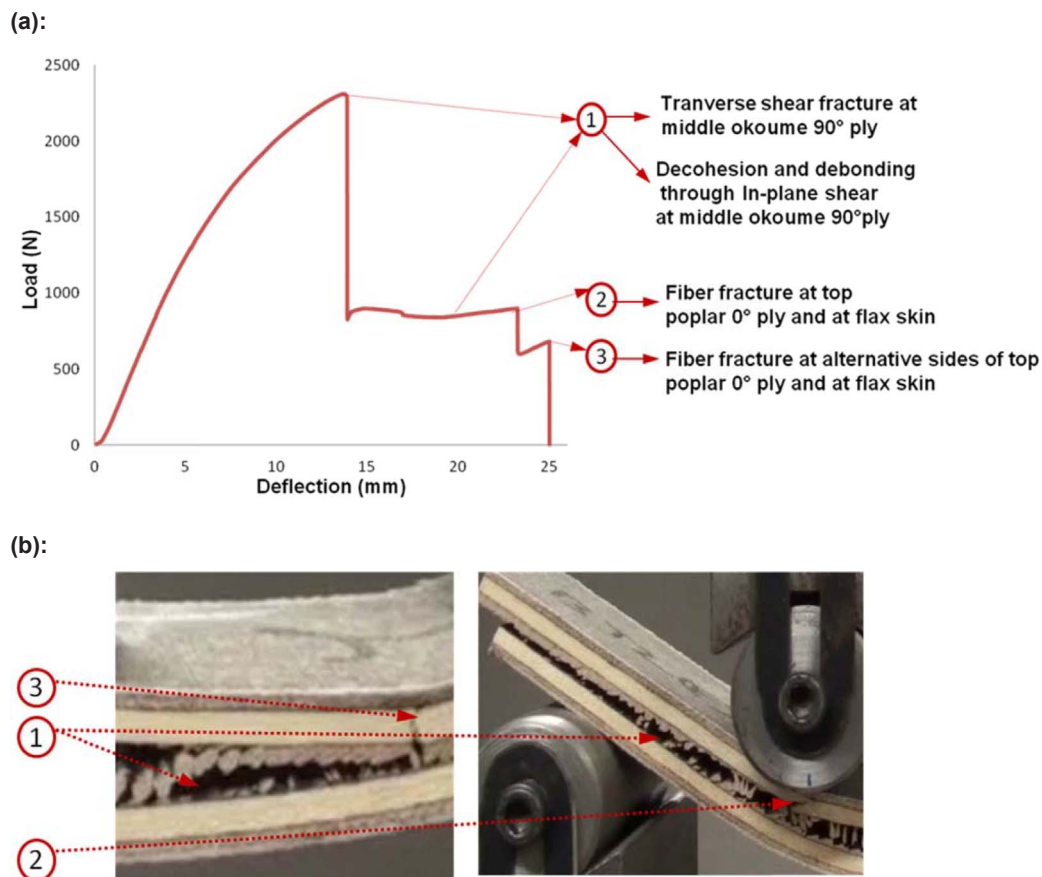 (a):
2500
2000
1500
1000
500
0
Load (N)
0
5
10
15
20
25
Deflection (mm)
1
Tranverse shear fracture at
middle okoume 90° ply
Decohesion and debonding
through In-plane shear
at middle okoume 90°ply
2
Fiber fracture at top
poplar 0° ply and at flax skin
3
Fiber fracture at alternative sides of top
poplar 0° ply and at flax skin
(b):
3
1
2